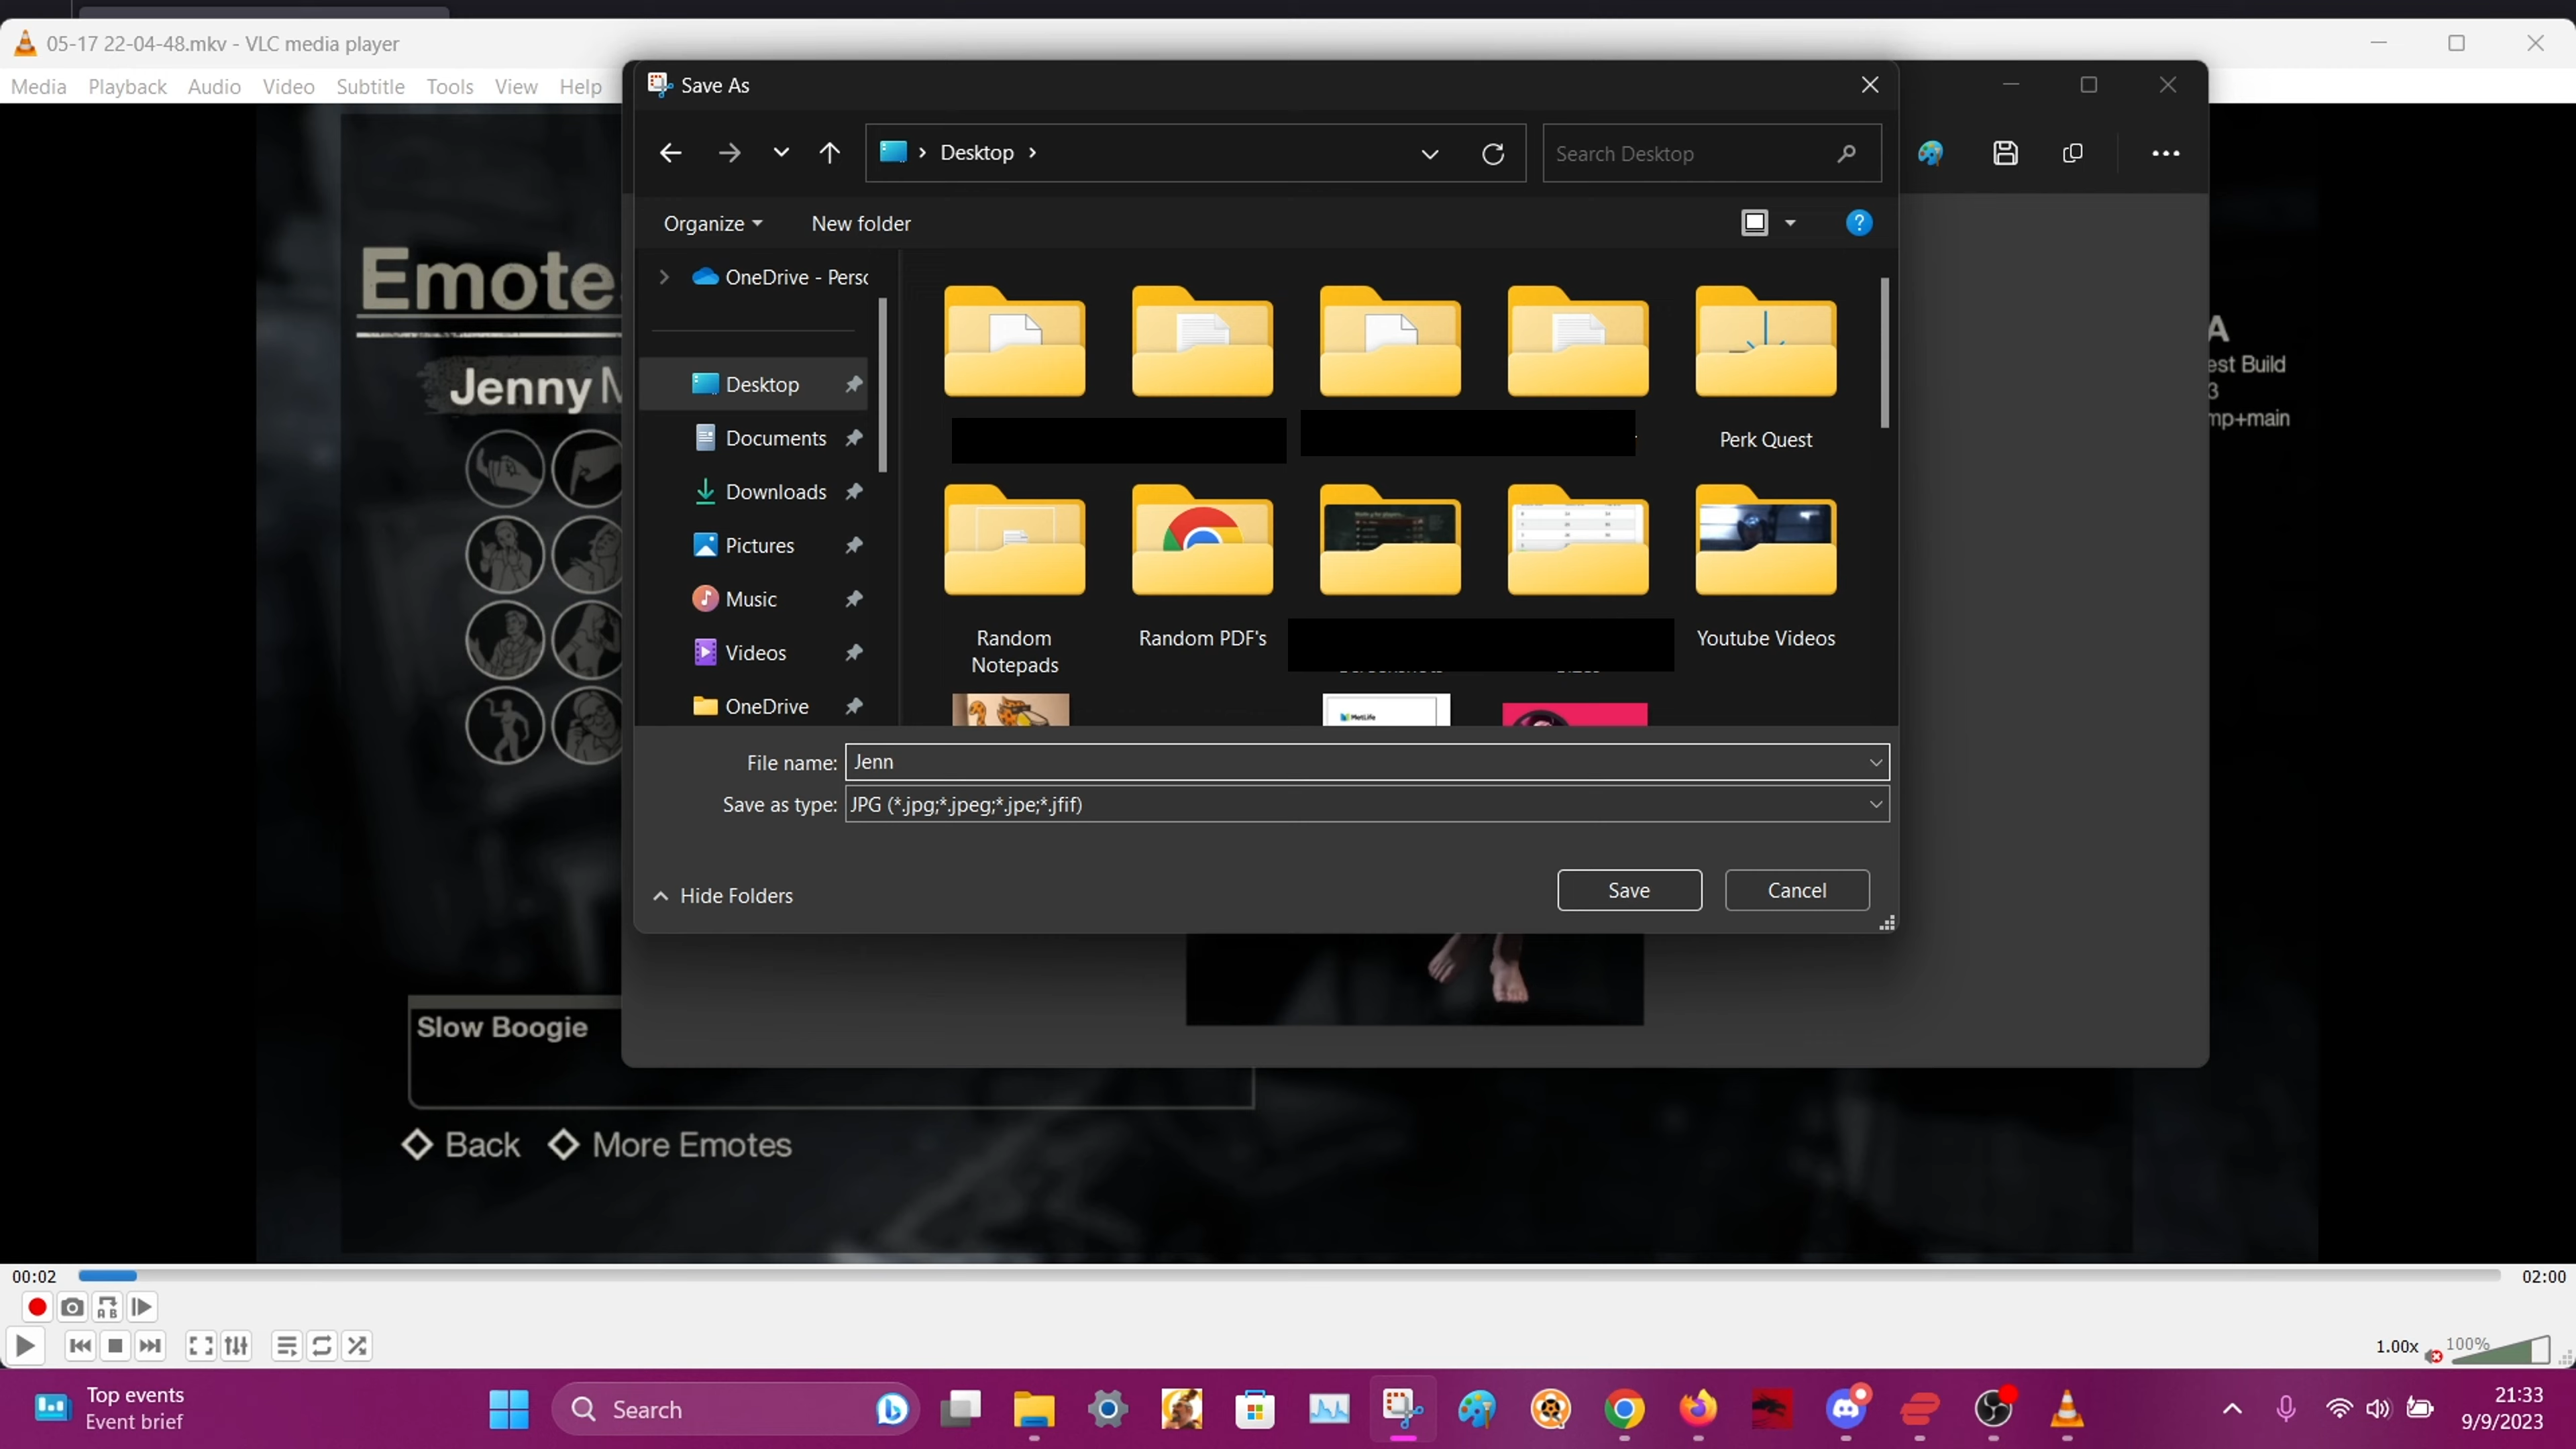 05-17 22-04-48.mkv - VLC media player
Media Playback Audio Video Subtitle Tools View Help
Save As
Desktop
Search Desktop
Organize
New folder
OneDrive - Perso
Desktop
Documents
Downloads
Pictures
Music
Videos
OneDrive
Perk Quest
Random
Notepads
Random PDF's
Youtube Videos
MetLife
File name: Jenn
Save as type: JPG (*.jpg;*.jpeg;*.jpe;*.jfif)
Hide Folders
Save
Cancel
Emotes
Jenny M
A
est Build
3
mp+main
Slow Boogie
Back
More Emotes
00:02
02:00
1.00x
100%
Top events
Event brief
Search
21:33
9/9/2023